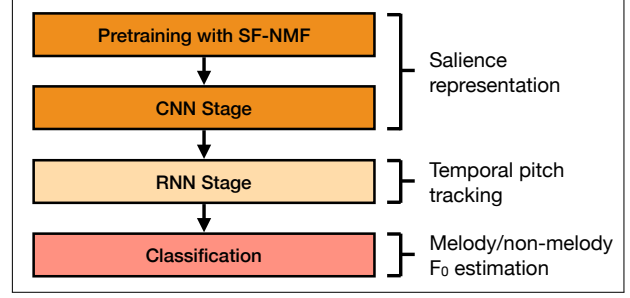 Pretraining with SF-NMF
Salience
representation
CNN Stage
RNN Stage
Temporal pitch
tracking
Classification
Melody/non-melody
F₀ estimation